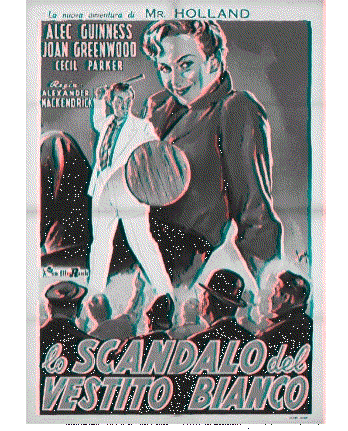 La nuova avventura di MR. HOLLAND
ALEC GUINNESS
JOAN GREENWOOD
CECIL PARKER
Regia
ALEXANDER
MACKENDRICK
lo SCANDALO del
VESTITO BIANCO